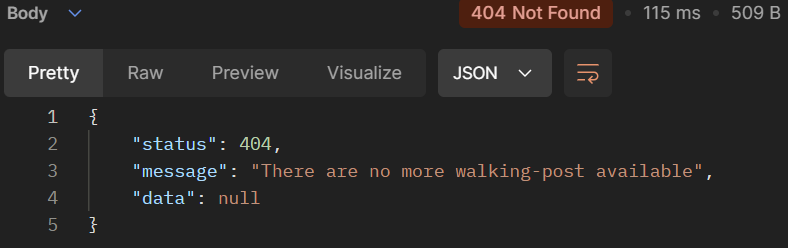 Body 404 Not Found • 115 ms • 509 B
Pretty Raw Preview Visualize JSON
1 {
2 "status": 404,
3 "message": "There are no more walking-post available",
4 "data": null
5 }